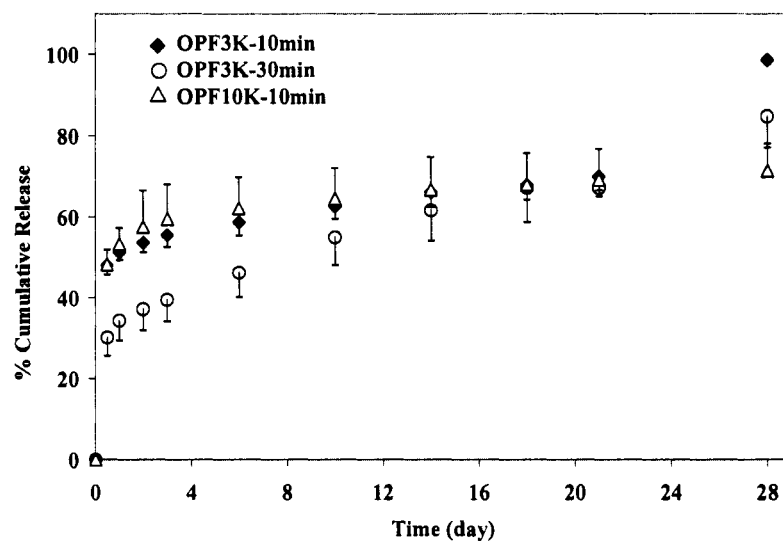 100
80
60
40
20
0
% Cumulative Release
OPF3K-10min
OPF3K-30min
OPF10K-10min
0 4 8 12 16 20 24 28
Time (day)